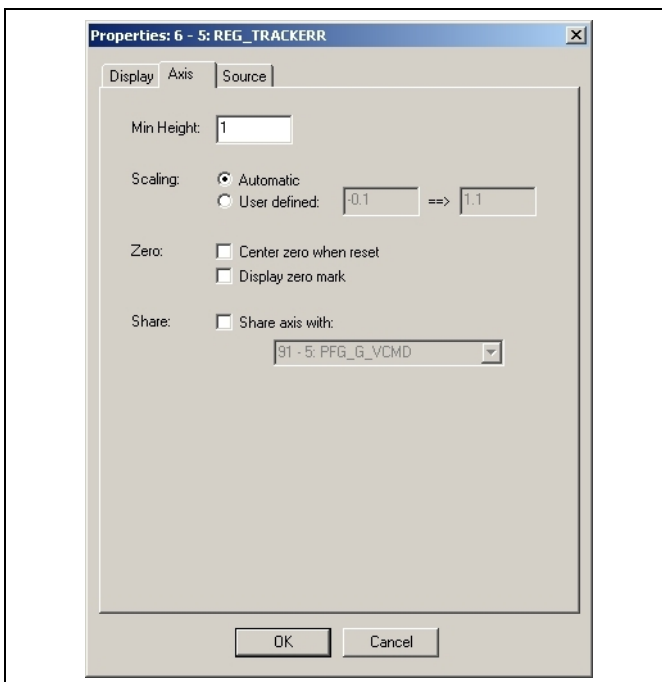 Properties: 6 - 5: REG_TRACKERR
Display Axis Source
Min Height: 1
Scaling: Automatic
User defined: -0.1 ==> 1.1
Zero: Center zero when reset
Display zero mark
Share: Share axis with:
91 - 5: PFG_G_VCMD
OK Cancel